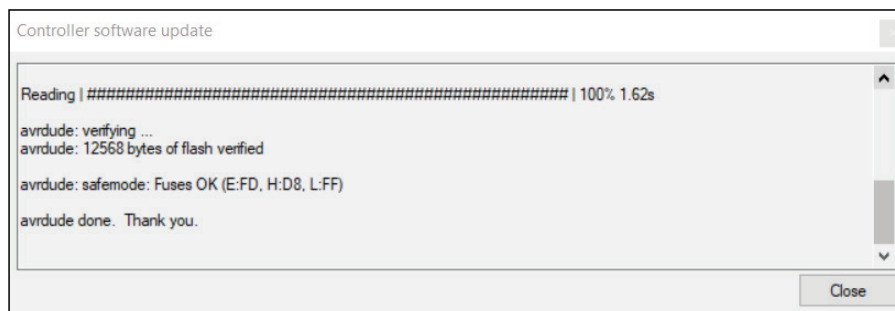 Controller software update
Reading | ################################################## | 100% 1.62s
avrdude: verifying ...
avrdude: 12568 bytes of flash verified
avrdude: safemode: Fuses OK (E:FD, H:D8, L:FF)
avrdude done.  Thank you.
Close